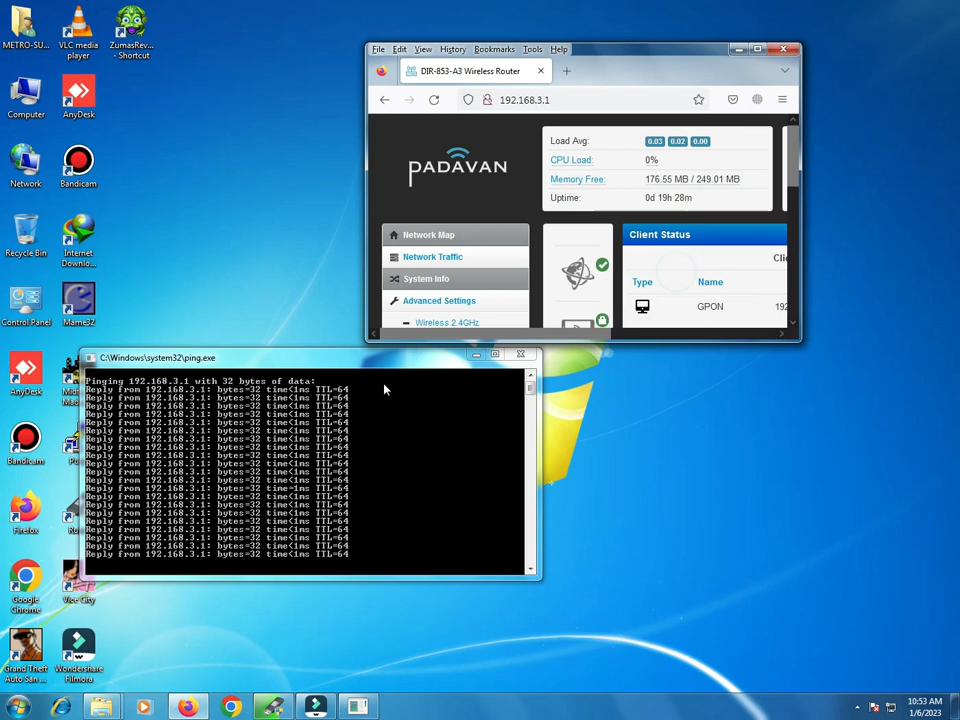 METRO-SU...
VLC media
player
ZumasRev...
- Shortcut
Computer
AnyDesk
Network
Bandicam
Recycle Bin
Internet
Downlo...
Control Panel
Mame32
AnyDesk
Bandicam
Firefox
Google
Chrome
Vice City
Grand Theft
Auto San ...
Wondershare
Filmora
File Edit View History Bookmarks Tools Help
DIR-853-A3 Wireless Router
192.168.3.1
PADAVAN
Load Avg: 0.03 0.02 0.00
CPU Load: 0%
Memory Free: 176.55 MB / 249.01 MB
Uptime: 0d 19h 28m
Network Map
Network Traffic
System Info
Advanced Settings
Wireless 2.4GHz
Client Status
Clie
Type Name
GPON 192
C:\Windows\system32\ping.exe
Pinging 192.168.3.1 with 32 bytes of data:
Reply from 192.168.3.1: bytes=32 time<1ms TTL=64
Reply from 192.168.3.1: bytes=32 time<1ms TTL=64
Reply from 192.168.3.1: bytes=32 time<1ms TTL=64
Reply from 192.168.3.1: bytes=32 time<1ms TTL=64
Reply from 192.168.3.1: bytes=32 time<1ms TTL=64
Reply from 192.168.3.1: bytes=32 time<1ms TTL=64
Reply from 192.168.3.1: bytes=32 time<1ms TTL=64
Reply from 192.168.3.1: bytes=32 time<1ms TTL=64
Reply from 192.168.3.1: bytes=32 time<1ms TTL=64
Reply from 192.168.3.1: bytes=32 time<1ms TTL=64
Reply from 192.168.3.1: bytes=32 time<1ms TTL=64
Reply from 192.168.3.1: bytes=32 time<1ms TTL=64
Reply from 192.168.3.1: bytes=32 time=1ms TTL=64
Reply from 192.168.3.1: bytes=32 time<1ms TTL=64
Reply from 192.168.3.1: bytes=32 time<1ms TTL=64
Reply from 192.168.3.1: bytes=32 time<1ms TTL=64
Reply from 192.168.3.1: bytes=32 time<1ms TTL=64
Reply from 192.168.3.1: bytes=32 time<1ms TTL=64
Reply from 192.168.3.1: bytes=32 time<1ms TTL=64
Reply from 192.168.3.1: bytes=32 time<1ms TTL=64
Reply from 192.168.3.1: bytes=32 time<1ms TTL=64
10:53 AM
1/6/2023